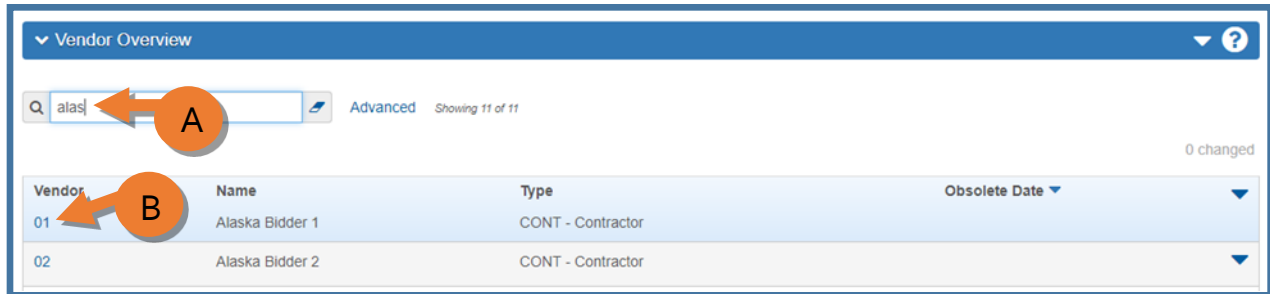 Vendor Overview
alas Advanced Showing 11 of 11
A
0 changed
Vendor Name Type Obsolete Date
B
01 Alaska Bidder 1 CONT - Contractor
02 Alaska Bidder 2 CONT - Contractor